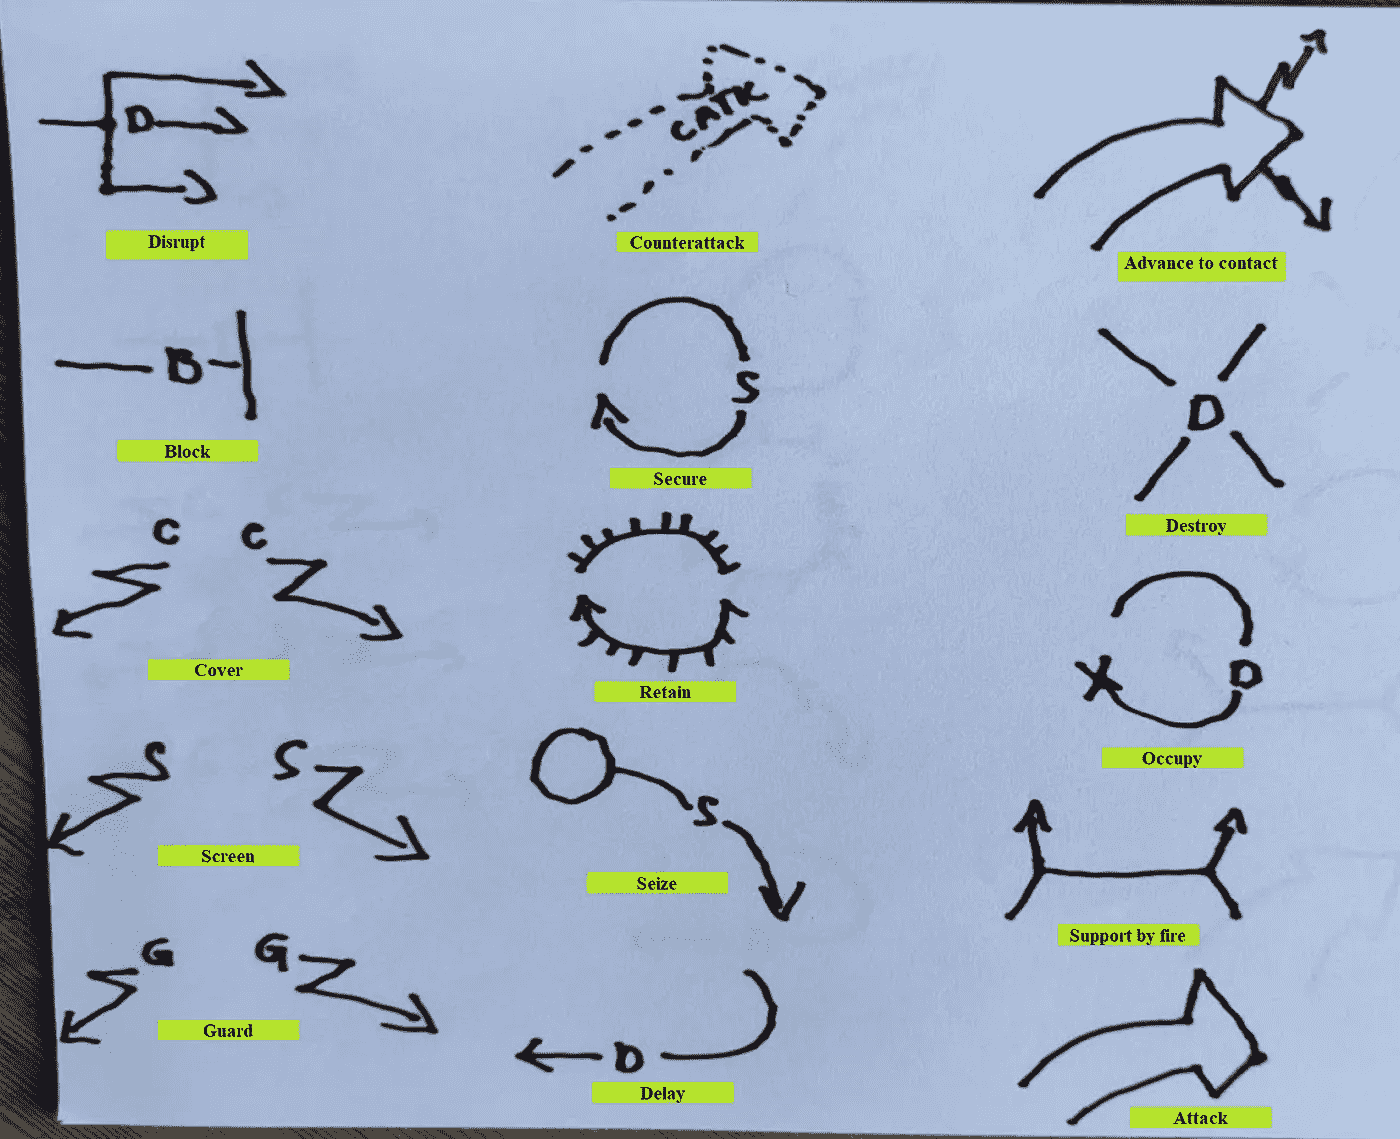 D
Disrupt
B
Block
C C
Cover
S S
Screen
G G
Guard
CATK
Counterattack
S
Secure
Retain
S
Seize
D
Delay
Advance to contact
D
Destroy
D
Occupy
Support by fire
Attack